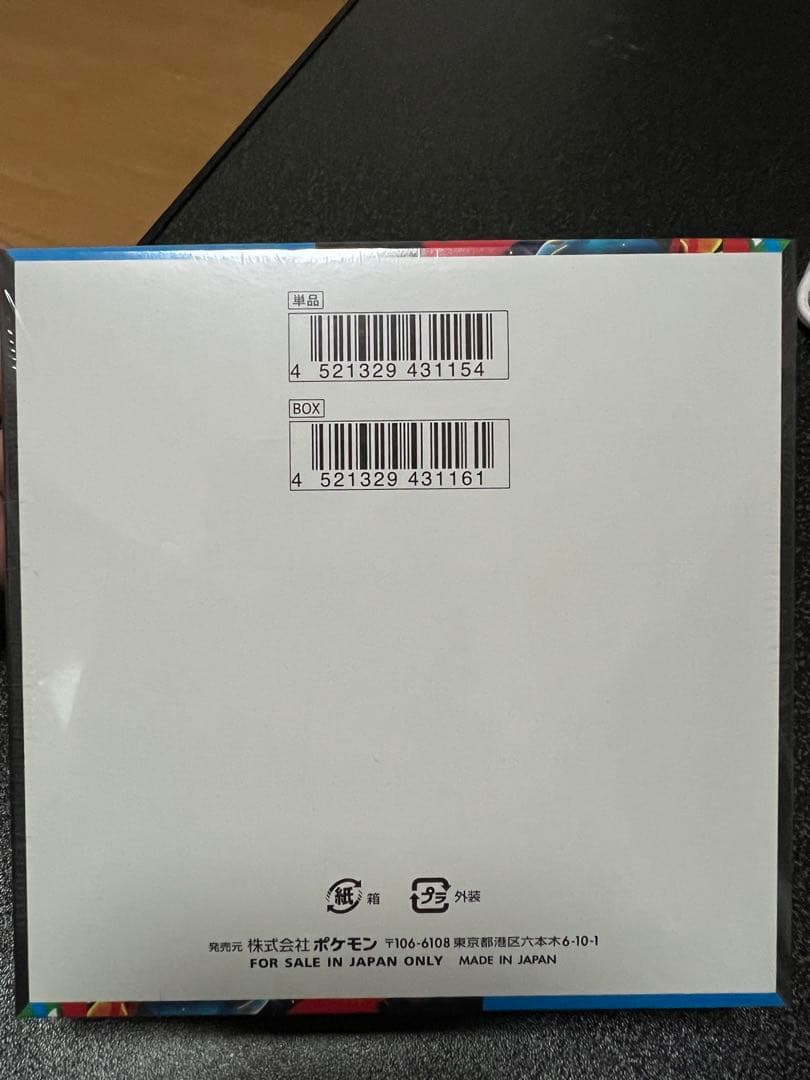 単品
4 521329 431154
BOX
4 521329 431161
紙 箱 プラ 外装
発売元 株式会社 ポケモン 〒106-6108 東京都港区六本木6-10-1
FOR SALE IN JAPAN ONLY MADE IN JAPAN